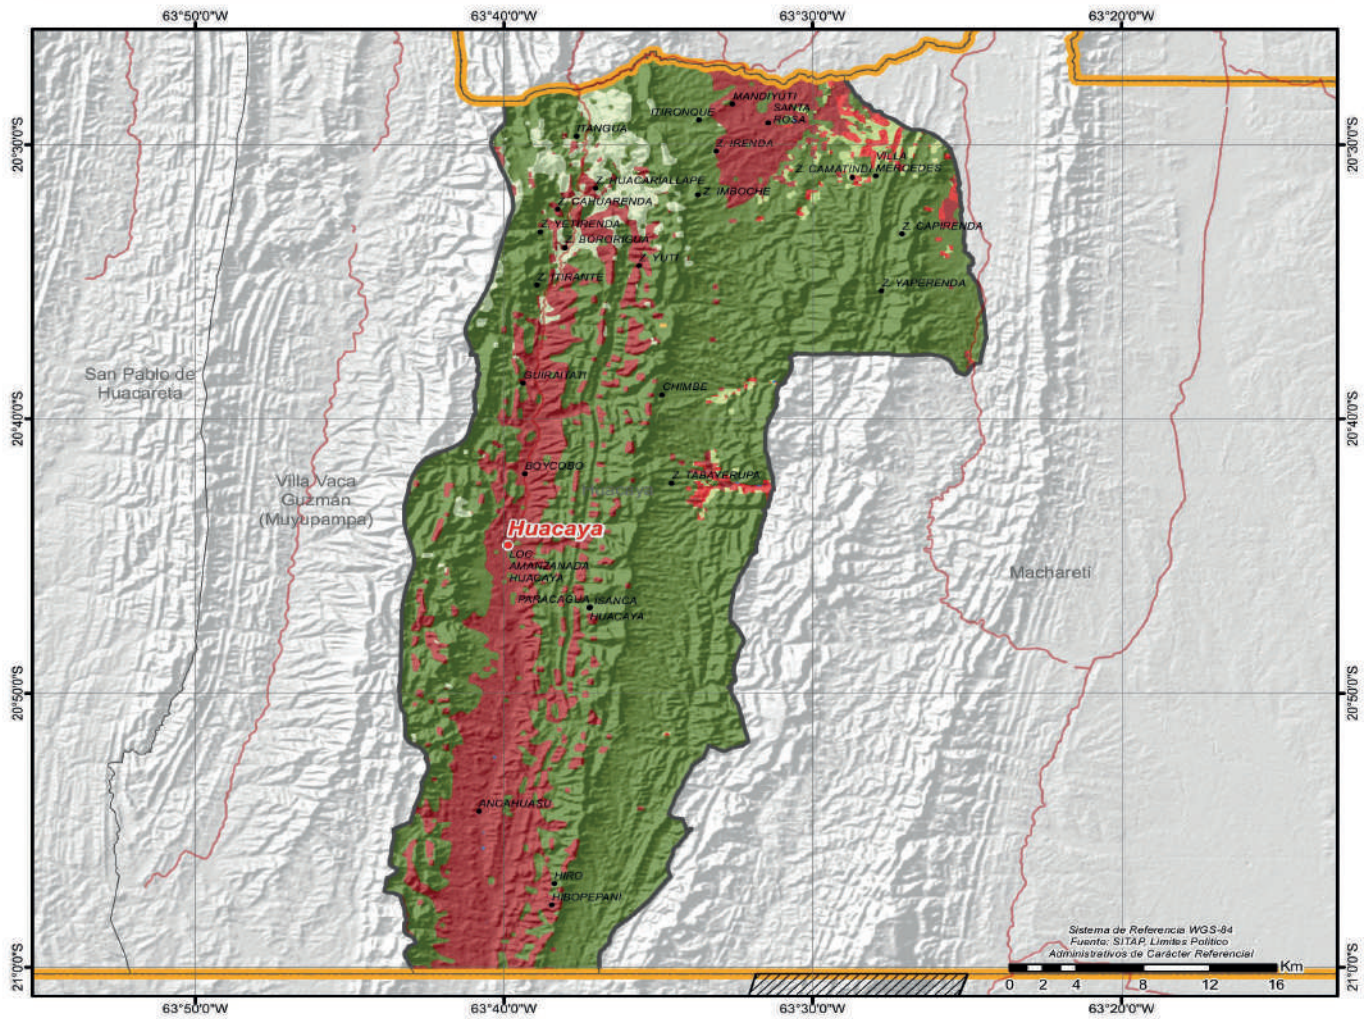 63°50'0"W
63°40'0"W
63°30'0"W
63°20'0"W
20°30'0"S
20°30'0"S
MANDIYUTI
ITIRONQUE
SANTA
ROSA
ITANGUA
Z. IRENDA
VILLA
MERCEDES
Z. CAMATINDI
Z. HUACARIALLAPE
Z. IMBOCHE
Z. CAHUARENDA
Z. YETIRENDA
Z. CAPIRENDA
Z. BORORIGUA
Z. YUTI
Z. ITIRANTE
Z. YAPERENDA
San Pablo de
Huacareta
CHIMBE
20°40'0"S
20°40'0"S
BOYCOBO
Z. TABAYERUPA
Villa Vaca
Guzmán
(Muyupampa)
Huacaya
LOC
AMANZANADA
HUACAYA
Machareti
PARACAGUA
ISANCA
HUACAYA
20°50'0"S
20°50'0"S
ANCAHUASU
HIRO
HIBOPEPANI
Sistema de Referencia WGS-84
Fuente: SITAP, Limites Politico
Administrativos de Carácter Referencial
21°0'0"S
21°0'0"S
Km
0 2 4 8 12 16
63°50'0"W
63°40'0"W
63°30'0"W
63°20'0"W